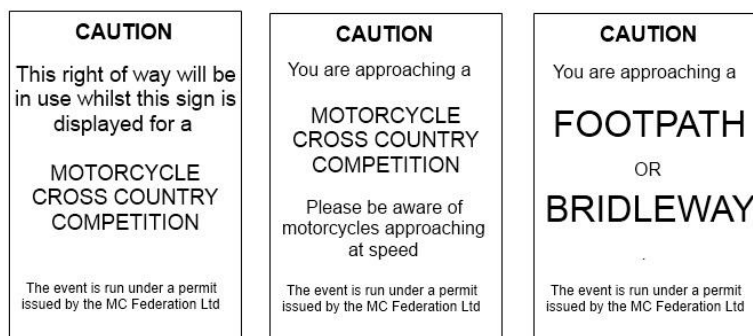 CAUTION
This right of way will be
in use whilst this sign is
displayed for a
MOTORCYCLE
CROSS COUNTRY
COMPETITION
The event is run under a permit
issued by the MC Federation Ltd
CAUTION
You are approaching a
MOTORCYCLE
CROSS COUNTRY
COMPETITION
Please be aware of
motorcycles approaching
at speed
The event is run under a permit
issued by the MC Federation Ltd
CAUTION
You are approaching a
FOOTPATH
OR
BRIDLEWAY
.
The event is run under a permit
issued by the MC Federation Ltd